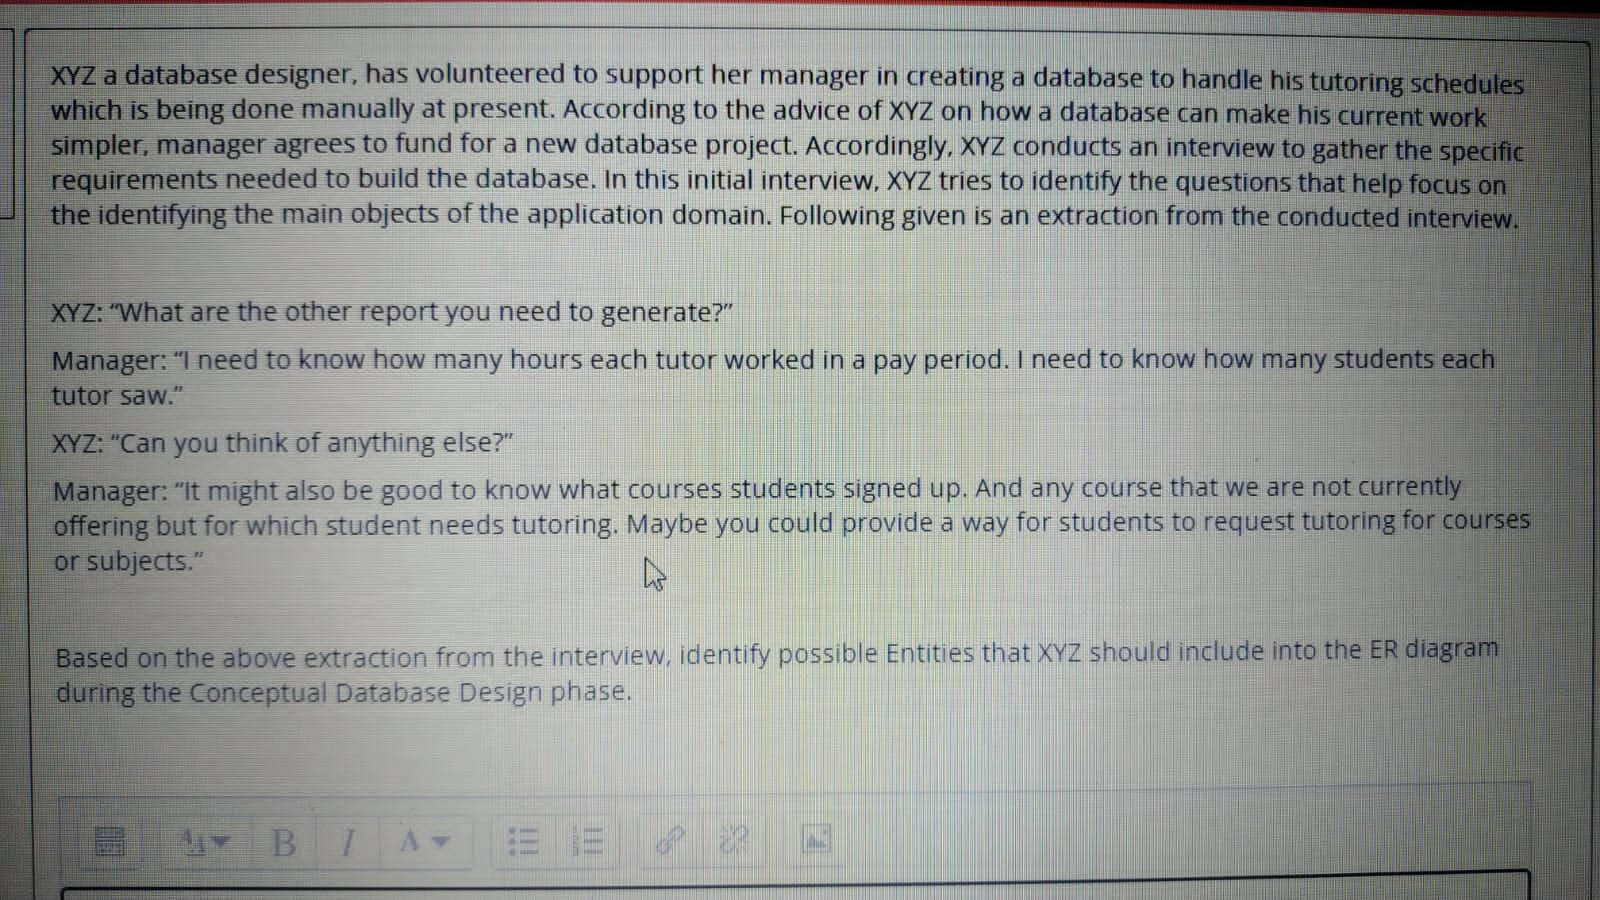 XYZ a database designer, has volunteered to support her manager in creating a database to handle his tutoring schedules
which is being done manually at present. According to the advice of XYZ on how a database can make his current work
simpler, manager agrees to fund for a new database project. Accordingly, XYZ conducts an interview to gather the specific
requirements needed to build the database. In this initial interview, XYZ tries to identify the questions that help focus on
the identifying the main objects of the application domain. Following given is an extraction from the conducted interview.
XYZ: “What are the other report you need to generate?”
Manager: “I need to know how many hours each tutor worked in a pay period. I need to know how many students each
tutor saw.”
XYZ: “Can you think of anything else?”
Manager: “It might also be good to know what courses students signed up. And any course that we are not currently
offering but for which student needs tutoring. Maybe you could provide a way for students to request tutoring for courses
or subjects.”
Based on the above extraction from the interview, identify possible Entities that XYZ should include into the ER diagram
during the Conceptual Database Design phase.
B I A